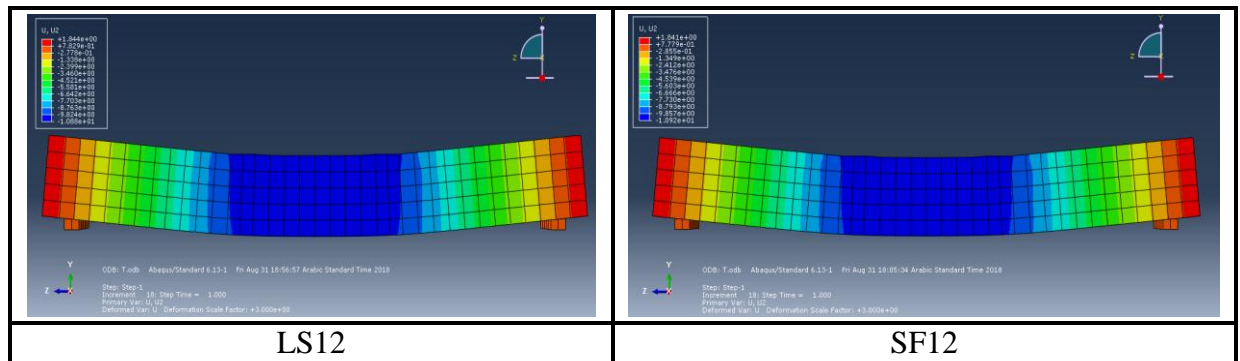 U, U2
+1.844e+00
+7.829e-01
-2.778e-01
-1.338e+00
-2.399e+00
-3.460e+00
-4.521e+00
-5.581e+00
-6.642e+00
-7.703e+00
-8.763e+00
-9.824e+00
-1.088e+01
Y
Z
Y
Z
X
ODB: T.odb Abaqus/Standard 6.13-1 Fri Aug 31 18:56:57 Arabic Standard Time 2018
Step: Step-1
Increment 18: Step Time = 1.000
Primary Var: U, U2
Deformed Var: U Deformation Scale Factor: +3.000e+00
LS12
U, U2
+1.841e+00
+7.779e-01
-2.855e-01
-1.349e+00
-2.412e+00
-3.476e+00
-4.539e+00
-5.603e+00
-6.666e+00
-7.730e+00
-8.793e+00
-9.857e+00
-1.092e+01
Y
Z
Y
Z
X
ODB: T.odb Abaqus/Standard 6.13-1 Fri Aug 31 18:05:34 Arabic Standard Time 2018
Step: Step-1
Increment 18: Step Time = 1.000
Primary Var: U, U2
Deformed Var: U Deformation Scale Factor: +3.000e+00
SF12